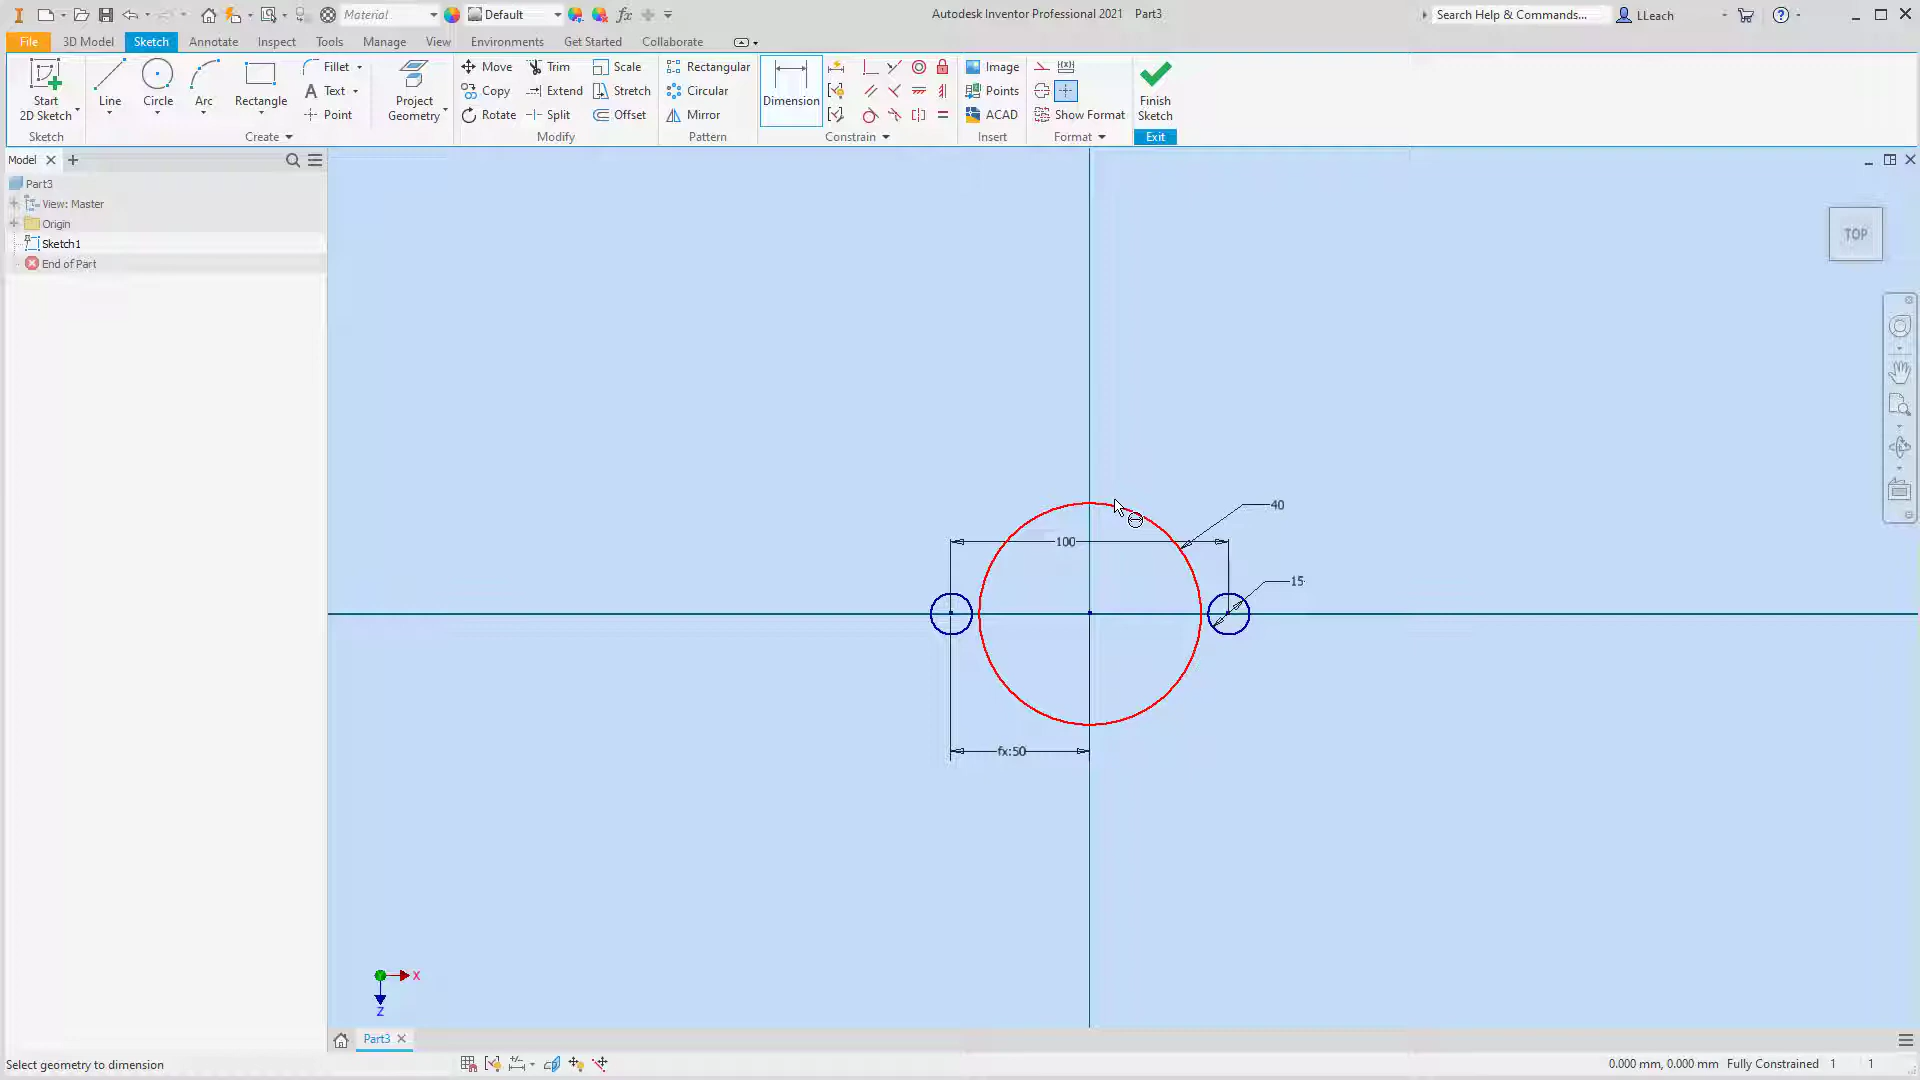 Material
Default
fx
Autodesk Inventor Professional 2021 Part3
Search Help & Commands...
LLeach
File
3D Model
Sketch
Annotate
Inspect
Tools
Manage
View
Environments
Get Started
Collaborate
Start
2D Sketch
Line
Circle
Arc
Rectangle
Fillet
Text
Point
Project
Geometry
Move
Copy
Rotate
Trim
Extend
Split
Scale
Stretch
Offset
Rectangular
Circular
Mirror
Dimension
Image
Points
ACAD
Show Format
Finish
Sketch
Sketch
Create
Modify
Pattern
Constrain
Insert
Format
Exit
Model
Part3
View: Master
Origin
Sketch1
End of Part
TOP
40
100
15
fx:50
X
Z
Part3
Select geometry to dimension
0.000 mm, 0.000 mm Fully Constrained 1 1